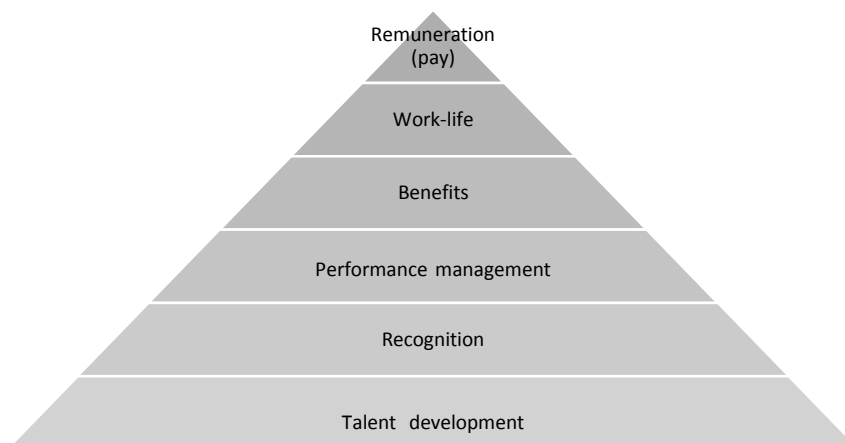 Remuneration
(pay)
Work-life
Benefits
Performance management
Recognition
Talent development